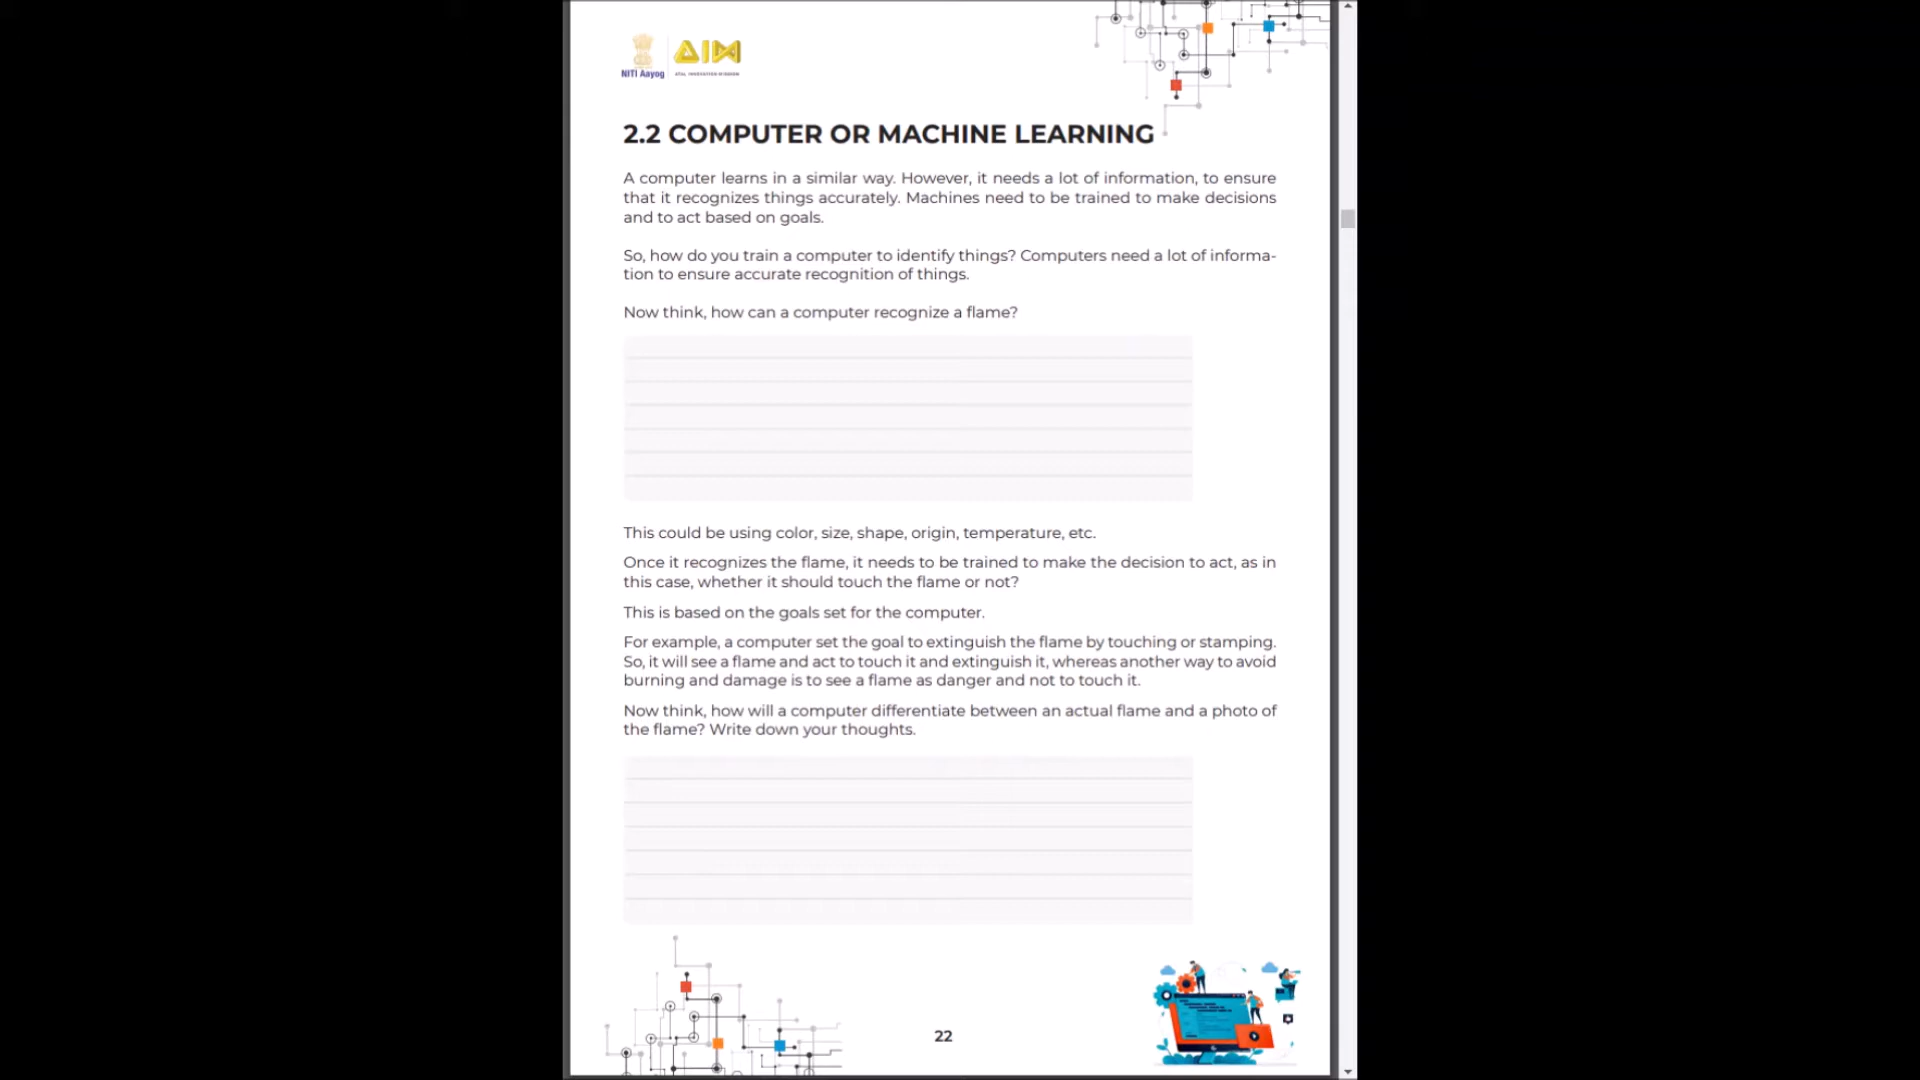 NITI Aayog
AIM
ATAL INNOVATION MISSION
2.2 COMPUTER OR MACHINE LEARNING
A computer learns in a similar way. However, it needs a lot of information, to ensure
that it recognizes things accurately. Machines need to be trained to make decisions
and to act based on goals.
So, how do you train a computer to identify things? Computers need a lot of informa-
tion to ensure accurate recognition of things.
Now think, how can a computer recognize a flame?
This could be using color, size, shape, origin, temperature, etc.
Once it recognizes the flame, it needs to be trained to make the decision to act, as in
this case, whether it should touch the flame or not?
This is based on the goals set for the computer.
For example, a computer set the goal to extinguish the flame by touching or stamping.
So, it will see a flame and act to touch it and extinguish it, whereas another way to avoid
burning and damage is to see a flame as danger and not to touch it.
Now think, how will a computer differentiate between an actual flame and a photo of
the flame? Write down your thoughts.
22